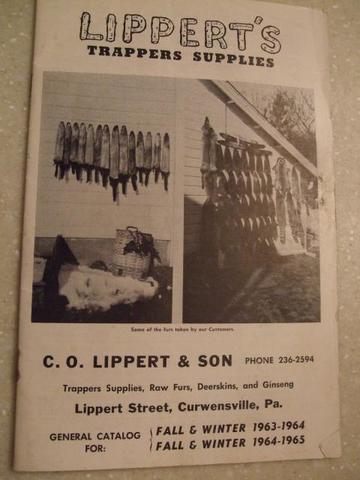 LIPPERT'S
TRAPPERS SUPPLIES
Some of the furs taken by our Customers.
C. O. LIPPERT & SON PHONE 236-2594
Trappers Supplies, Raw Furs, Deerskins, and Ginseng
Lippert Street, Curwensville, Pa.
GENERAL CATALOG FOR:
FALL & WINTER 1963-1964
FALL & WINTER 1964-1965